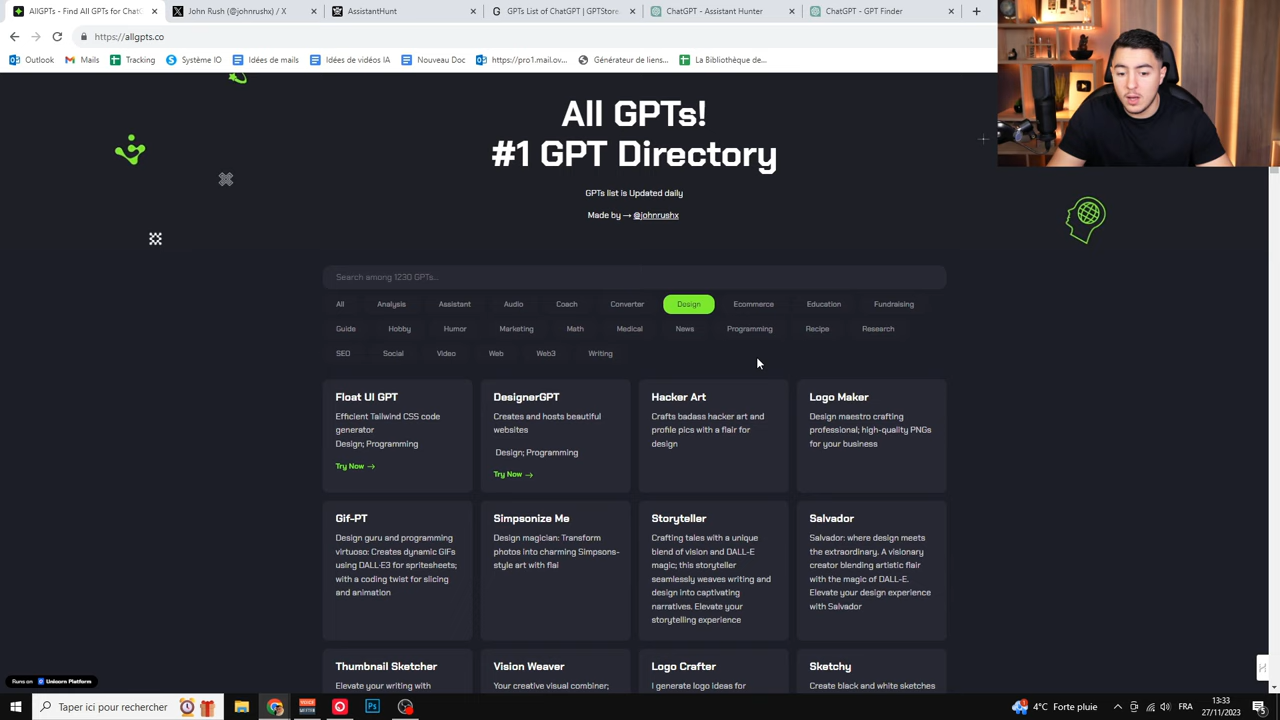 AllGPTs - Find All GPTs for Chat
John Rush (@johnrushx) / X
AssistantHunt
GPTs List of ChatGPT | GPTStore
ChatGPT - Assistant Hunter
ChatGPT - GPT Finder
https://allgpts.co
Outlook
Mails
Tracking
Système IO
Idées de mails
Idées de vidéos IA
Nouveau Doc
https://pro1.mail.ov...
Générateur de liens...
La Bibliothèque de...
All GPTs!
#1 GPT Directory
GPTs list is Updated daily
Made by → @johnrushx
Search among 1230 GPTs...
All
Analysis
Assistant
Audio
Coach
Converter
Design
Ecommerce
Education
Fundraising
Guide
Hobby
Humor
Marketing
Math
Medical
News
Programming
Recipe
Research
SEO
Social
Video
Web
Web3
Writing
Float UI GPT
Efficient Tailwind CSS code
generator
Design; Programming
Try Now →
DesignerGPT
Creates and hosts beautiful
websites
Design; Programming
Try Now →
Hacker Art
Crafts badass hacker art and
profile pics with a flair for
design
Logo Maker
Design maestro crafting
professional; high-quality PNGs
for your business
Gif-PT
Design guru and programming
virtuoso: Creates dynamic GIFs
using DALL·E3 for spritesheets;
with a coding twist for slicing
and animation
Simpsonize Me
Design magician: Transform
photos into charming Simpsons-
style art with flai
Storyteller
Crafting tales with a unique
blend of vision and DALL-E
magic; this storyteller
seamlessly weaves writing and
design into captivating
narratives. Elevate your
storytelling experience
Salvador
Salvador: where design meets
the extraordinary. A visionary
creator blending artistic flair
with the magic of DALL-E.
Elevate your design experience
with Salvador
Thumbnail Sketcher
Elevate your writing with
Vision Weaver
Your creative visual combiner;
Logo Crafter
I generate logo ideas for
Sketchy
Create black and white sketches
Runs on Unicorn Platform
Taper ici pour rechercher
Ps
4°C Forte pluie
FRA
13:33
27/11/2023
5